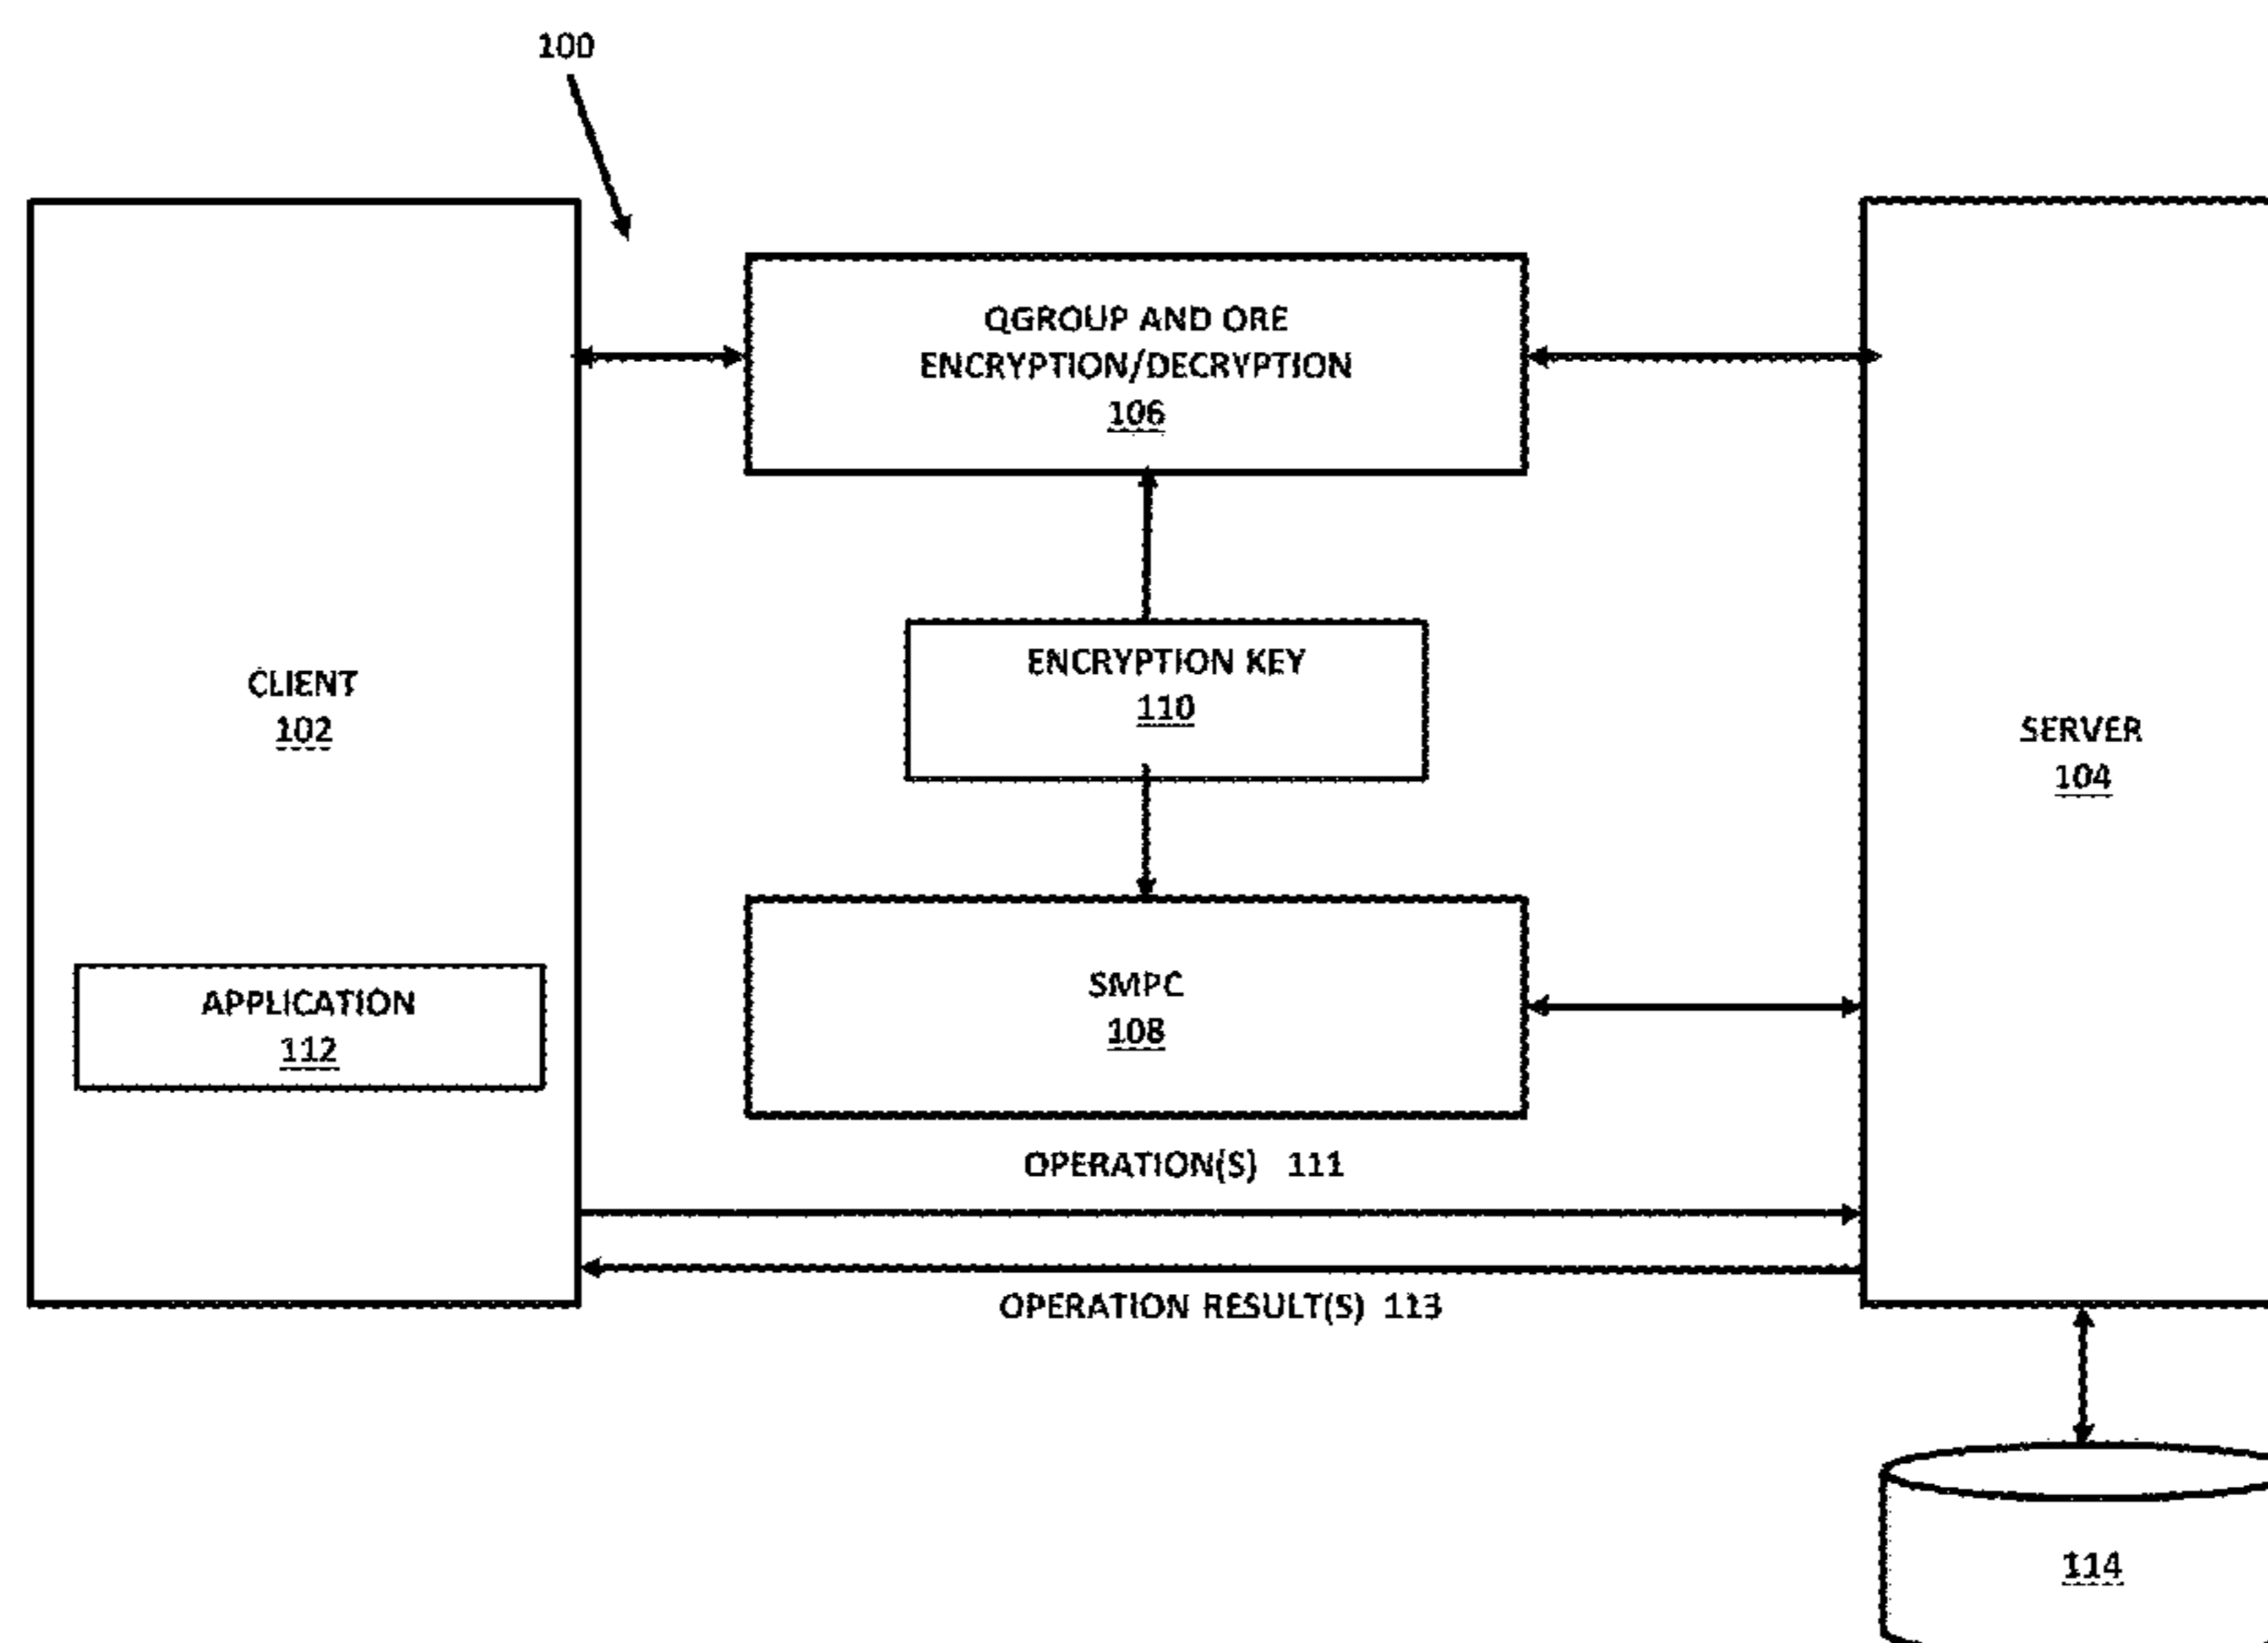 100
QGROUP AND ORE
ENCRYPTION/DECRYPTION
106
ENCRYPTION KEY
110
CLIENT
102
SERVER
104
APPLICATION
112
SMPC
108
OPERATION(S) 111
OPERATION RESULT(S) 113
114